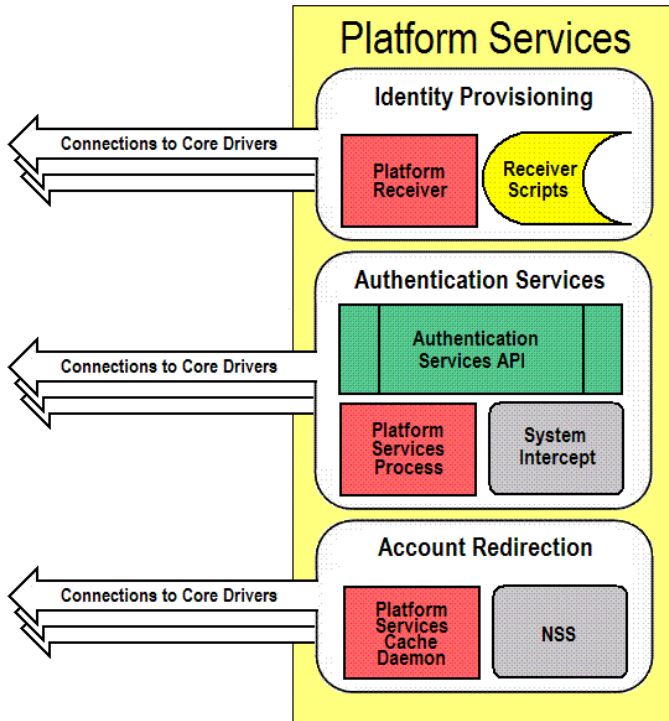 Platform Services
Identity Provisioning
Connections to Core Drivers
Platform
Receiver
Receiver
Scripts
Authentication Services
Connections to Core Drivers
Authentication
Services API
Platform
Services
Process
System
Intercept
Account Redirection
Connections to Core Drivers
Platform
Services
Cache
Daemon
NSS